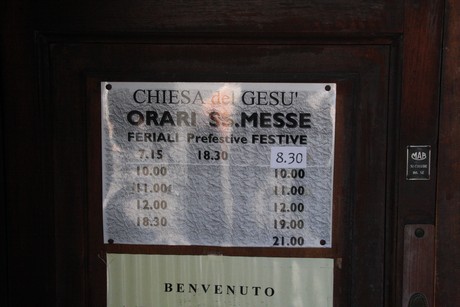 CHIESA del GESU'
ORARI SS.MESSE
FERIALI Prefestive FESTIVE
7.15 18.30 8.30
10.00 10.00
11.00 11.00
12.00 12.00
18.30 19.00
21.00
BENVENUTO
MAB